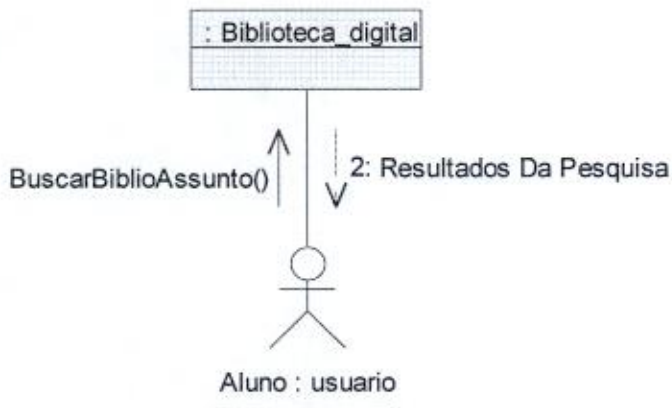 : Biblioteca_digital
BuscarBiblioAssunto()
2: Resultados Da Pesquisa
Aluno : usuario